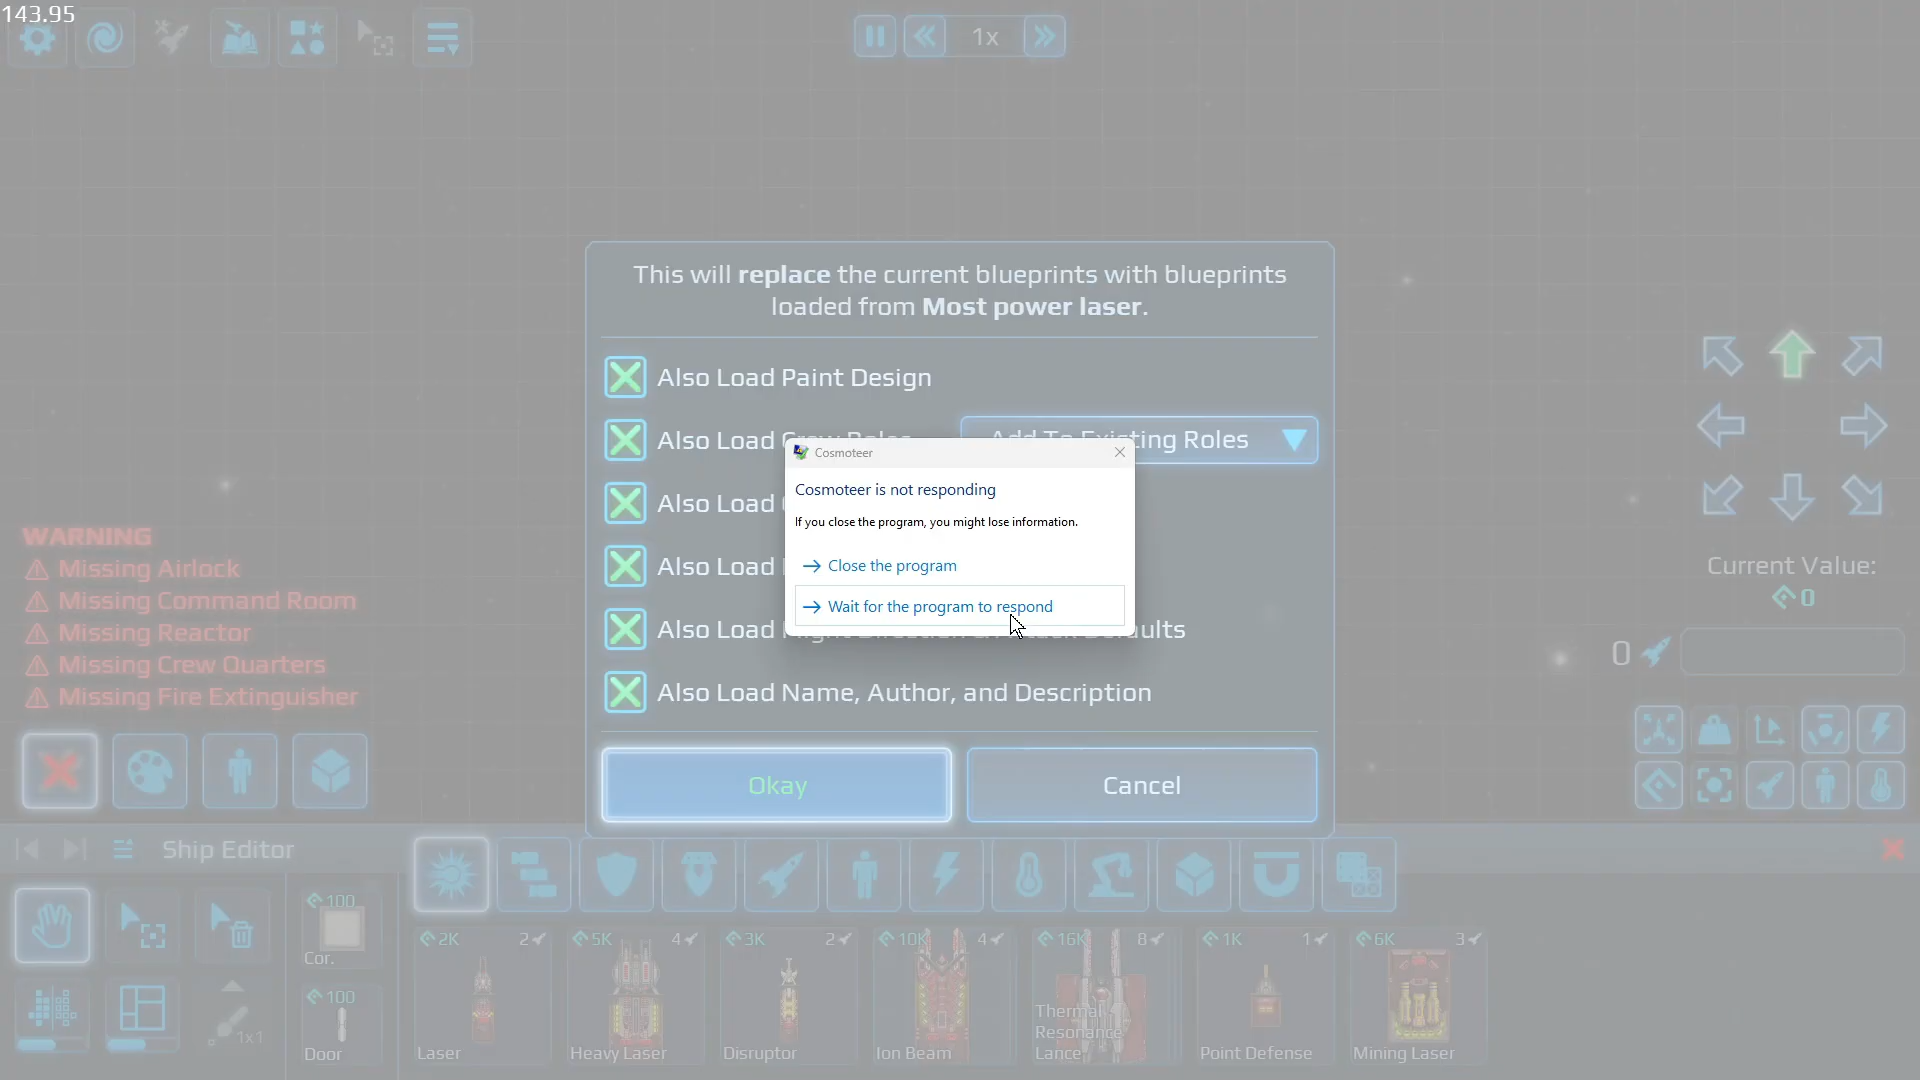 143.95
1x
This will replace the current blueprints with blueprints
loaded from Most power laser.
Also Load Paint Design
Also Load Crew Roles
Add To Existing Roles
Also Load
Also Load
Also Load Flight Direction & Attack Defaults
Also Load Name, Author, and Description
Okay
Cancel
Cosmoteer
Cosmoteer is not responding
If you close the program, you might lose information.
Close the program
Wait for the program to respond
WARNING
Missing Airlock
Missing Command Room
Missing Reactor
Missing Crew Quarters
Missing Fire Extinguisher
Current Value:
0
0
Ship Editor
100
Cor.
100
Door
1x1
2K 2
Laser
5K 4
Heavy Laser
3K 2
Disruptor
10K 4
Ion Beam
16K 8
Thermal
Resonance
Lance
1K 1
Point Defense
6K 3
Mining Laser